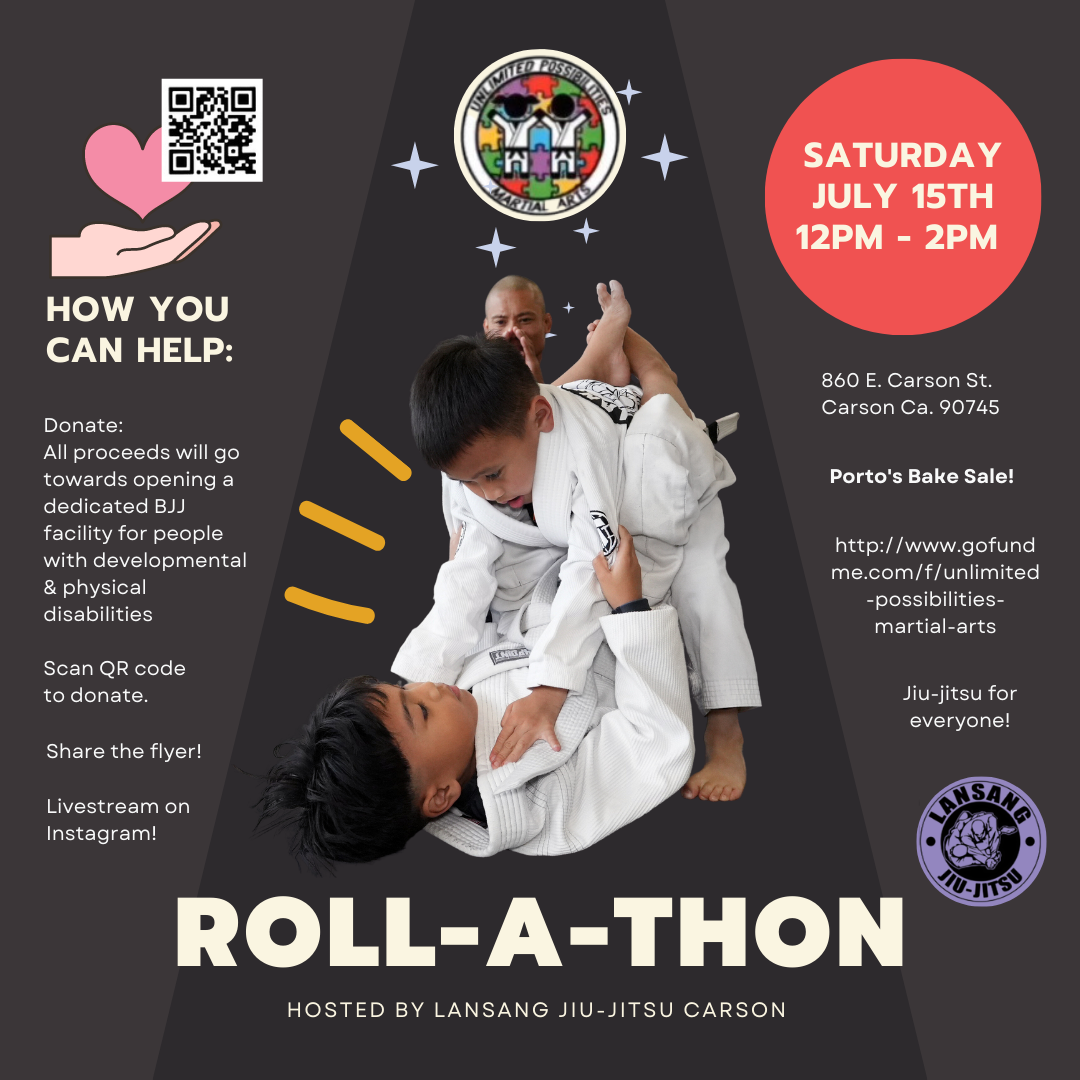 UNLIMITED POSSIBILITIES
MARTIAL ARTS
SATURDAY
JULY 15TH
12PM - 2PM
HOW YOU
CAN HELP:
Donate:
All proceeds will go
towards opening a
dedicated BJJ
facility for people
with developmental
& physical
disabilities
Scan QR code
to donate.
Share the flyer!
Livestream on
Instagram!
860 E. Carson St.
Carson Ca. 90745
Porto's Bake Sale!
http://www.gofund
me.com/f/unlimited
-possibilities-
martial-arts
Jiu-jitsu for
everyone!
LANSANG
JIU-JITSU
ROLL-A-THON
HOSTED BY LANSANG JIU-JITSU CARSON